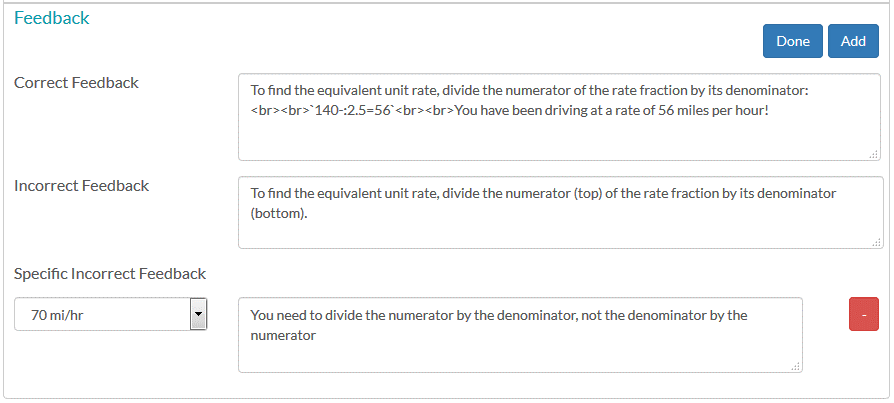 Feedback
Done
Add
Correct Feedback
To find the equivalent unit rate, divide the numerator of the rate fraction by its denominator:
<br><br>`140-:2.5=56`<br><br>You have been driving at a rate of 56 miles per hour!
Incorrect Feedback
To find the equivalent unit rate, divide the numerator (top) of the rate fraction by its denominator
(bottom).
Specific Incorrect Feedback
70 mi/hr
You need to divide the numerator by the denominator, not the denominator by the
numerator
-